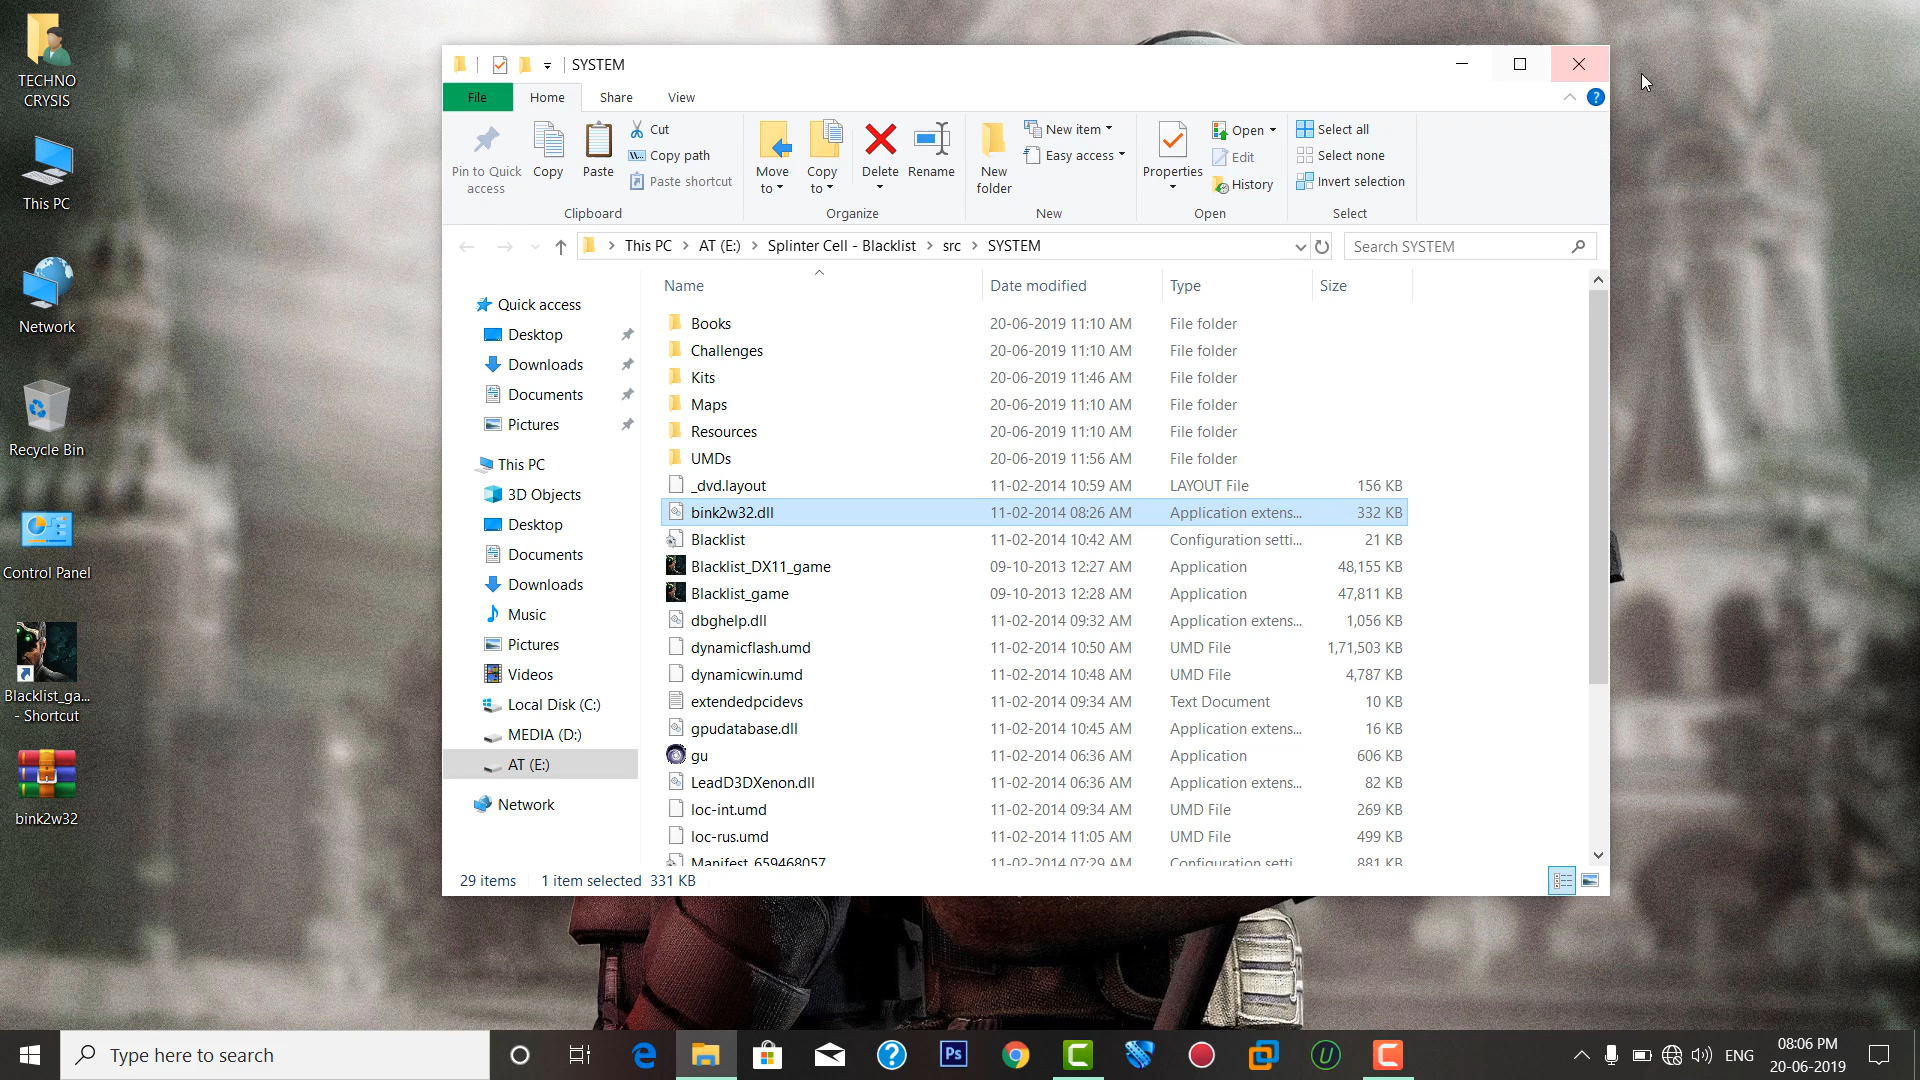 TECHNO
CRYSIS
This PC
Network
Recycle Bin
Control Panel
Blacklist_ga...
- Shortcut
bink2w32
SYSTEM
File
Home
Share
View
?
Pin to Quick
access
Copy
Paste
Cut
Copy path
Paste shortcut
Clipboard
Move
to
Copy
to
Delete
Rename
Organize
New
folder
New item
Easy access
New
Properties
Open
Edit
History
Open
Select all
Select none
Invert selection
Select
This PC
AT (E:)
Splinter Cell - Blacklist
src
SYSTEM
Search SYSTEM
Quick access
Desktop
Downloads
Documents
Pictures
This PC
3D Objects
Desktop
Documents
Downloads
Music
Pictures
Videos
Local Disk (C:)
MEDIA (D:)
AT (E:)
Network
Name Date modified Type Size
Books 20-06-2019 11:10 AM File folder
Challenges 20-06-2019 11:10 AM File folder
Kits 20-06-2019 11:46 AM File folder
Maps 20-06-2019 11:10 AM File folder
Resources 20-06-2019 11:10 AM File folder
UMDs 20-06-2019 11:56 AM File folder
_dvd.layout 11-02-2014 10:59 AM LAYOUT File 156 KB
bink2w32.dll 11-02-2014 08:26 AM Application extens... 332 KB
Blacklist 11-02-2014 10:42 AM Configuration setti... 21 KB
Blacklist_DX11_game 09-10-2013 12:27 AM Application 48,155 KB
Blacklist_game 09-10-2013 12:28 AM Application 47,811 KB
dbghelp.dll 11-02-2014 09:32 AM Application extens... 1,056 KB
dynamicflash.umd 11-02-2014 10:50 AM UMD File 1,71,503 KB
dynamicwin.umd 11-02-2014 10:48 AM UMD File 4,787 KB
extendedpcidevs 11-02-2014 09:34 AM Text Document 10 KB
gpudatabase.dll 11-02-2014 10:45 AM Application extens... 16 KB
gu 11-02-2014 06:36 AM Application 606 KB
LeadD3DXenon.dll 11-02-2014 06:36 AM Application extens... 82 KB
loc-int.umd 11-02-2014 09:34 AM UMD File 269 KB
loc-rus.umd 11-02-2014 11:05 AM UMD File 499 KB
Manifest_659468057 11-02-2014 07:29 AM Configuration setti... 881 KB
29 items 1 item selected 331 KB
Type here to search
?
Ps
ENG
08:06 PM
20-06-2019